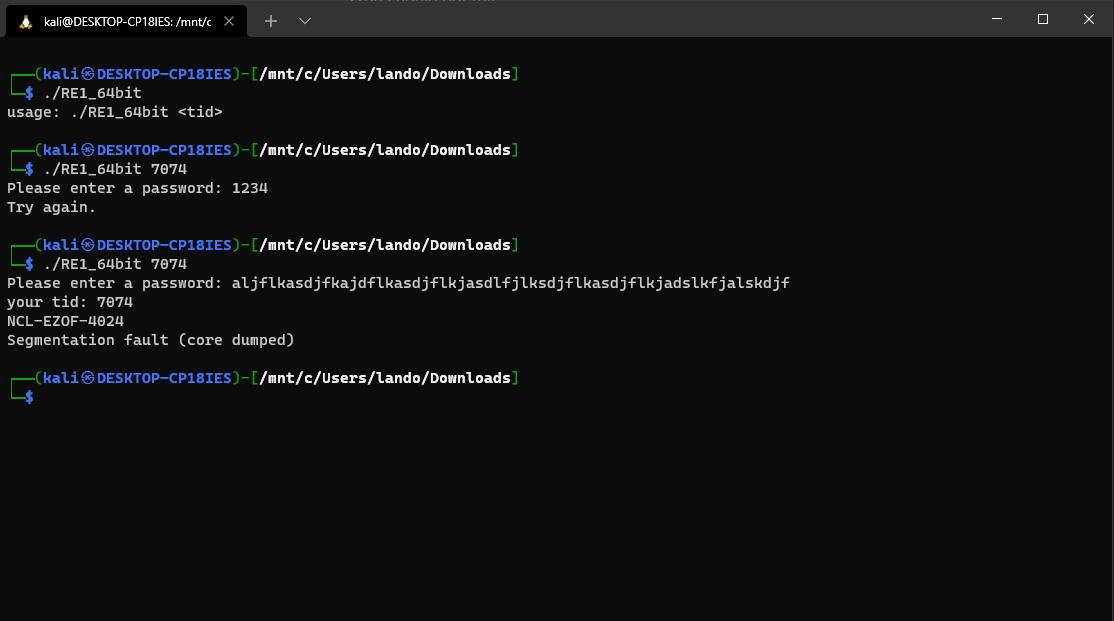 kali@DESKTOP-CP18IES: /mnt/c
┌──(kali㉿DESKTOP-CP18IES)-[/mnt/c/Users/lando/Downloads]
└─$ ./RE1_64bit
usage: ./RE1_64bit <tid>
┌──(kali㉿DESKTOP-CP18IES)-[/mnt/c/Users/lando/Downloads]
└─$ ./RE1_64bit 7074
Please enter a password: 1234
Try again.
┌──(kali㉿DESKTOP-CP18IES)-[/mnt/c/Users/lando/Downloads]
└─$ ./RE1_64bit 7074
Please enter a password: aljflkasdjfkajdflkasdjflkjasdlfjlksdjflkasdjflkjadslkfjalskdjf
your tid: 7074
NCL-EZOF-4024
Segmentation fault (core dumped)
┌──(kali㉿DESKTOP-CP18IES)-[/mnt/c/Users/lando/Downloads]
└─$